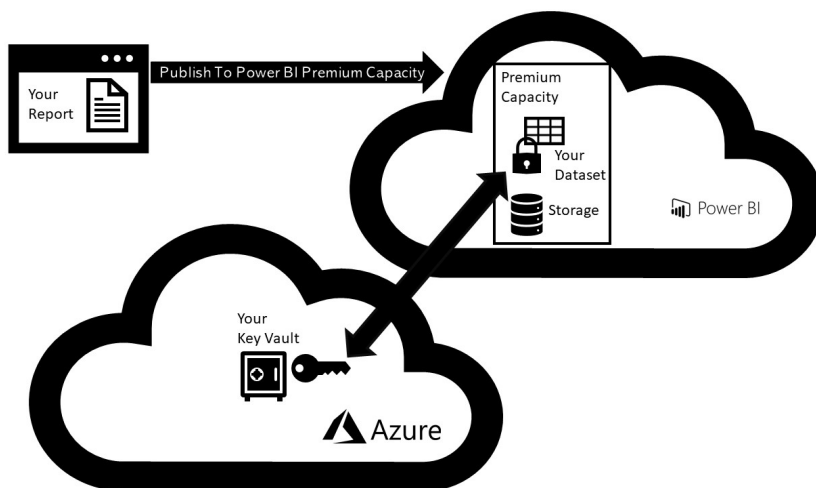 Your
Report
Publish To Power BI Premium Capacity
Premium
Capacity
Your
Dataset
Storage
Power BI
Your
Key Vault
Azure